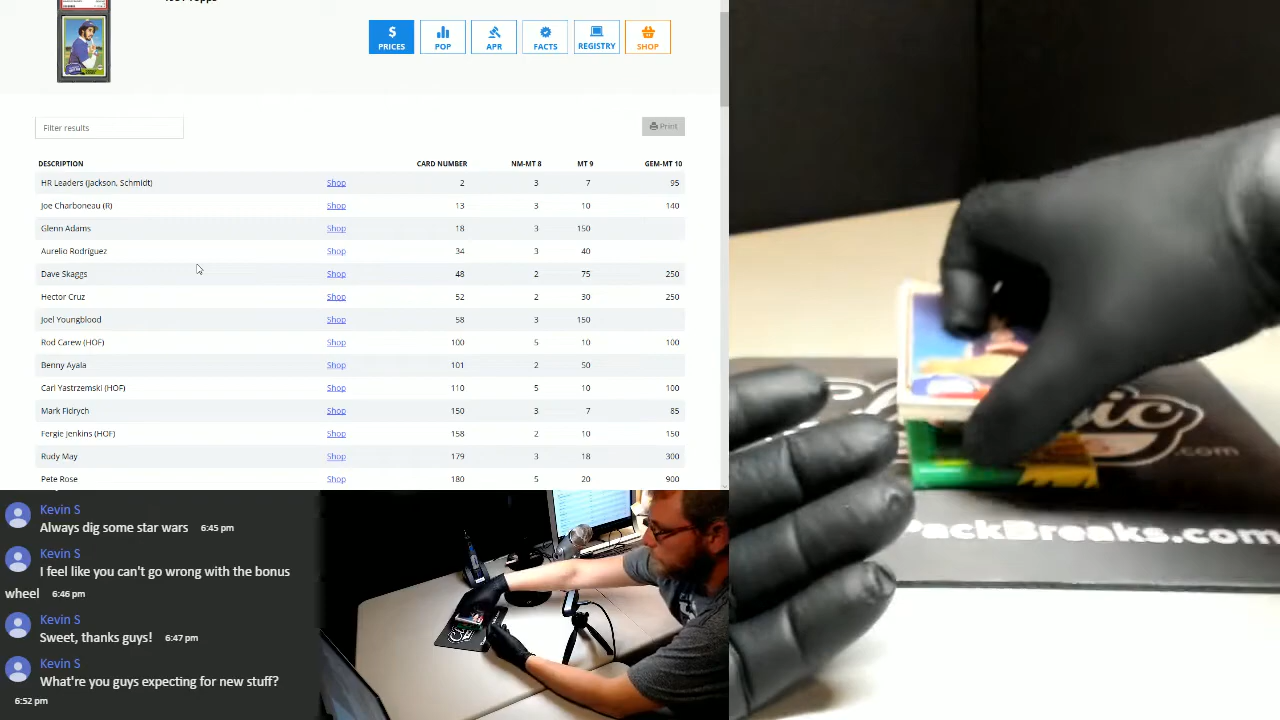 PRICES
POP
APR
FACTS
REGISTRY
SHOP
Filter results
Print
DESCRIPTION CARD NUMBER NM-MT 8 MT 9 GEM-MT 10
HR Leaders (Jackson, Schmidt) Shop 2 3 7 95
Joe Charboneau (R) Shop 13 3 10 140
Glenn Adams Shop 18 3 150
Aurelio Rodriguez Shop 34 3 40
Dave Skaggs Shop 48 2 75 250
Hector Cruz Shop 52 2 30 250
Joel Youngblood Shop 58 3 150
Rod Carew (HOF) Shop 100 5 10 100
Benny Ayala Shop 101 2 50
Carl Yastrzemski (HOF) Shop 110 5 10 100
Mark Fidrych Shop 150 3 7 85
Fergie Jenkins (HOF) Shop 158 2 10 150
Rudy May Shop 179 3 18 300
Pete Rose Shop 180 5 20 900
Kevin S
Always dig some star wars 6:45 pm
Kevin S
I feel like you can't go wrong with the bonus
wheel 6:46 pm
Kevin S
Sweet, thanks guys! 6:47 pm
Kevin S
What're you guys expecting for new stuff?
6:52 pm
.com
PackBreaks.com